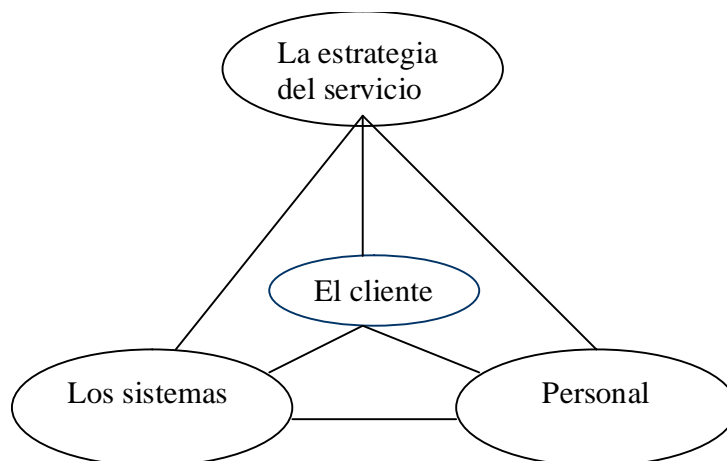 La estrategia
del servicio
El cliente
Los sistemas
Personal